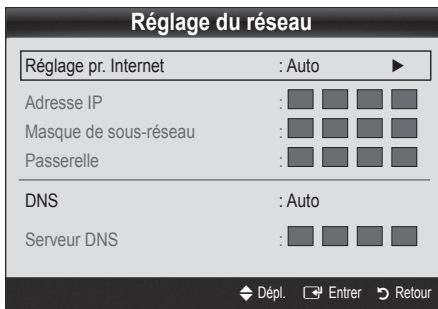 Réglage du réseau
Réglage pr. Internet : Auto ►
Adresse IP :
Masque de sous-réseau :
Passerelle :
DNS : Auto
Serveur DNS :
Dépl. Entrer Retour